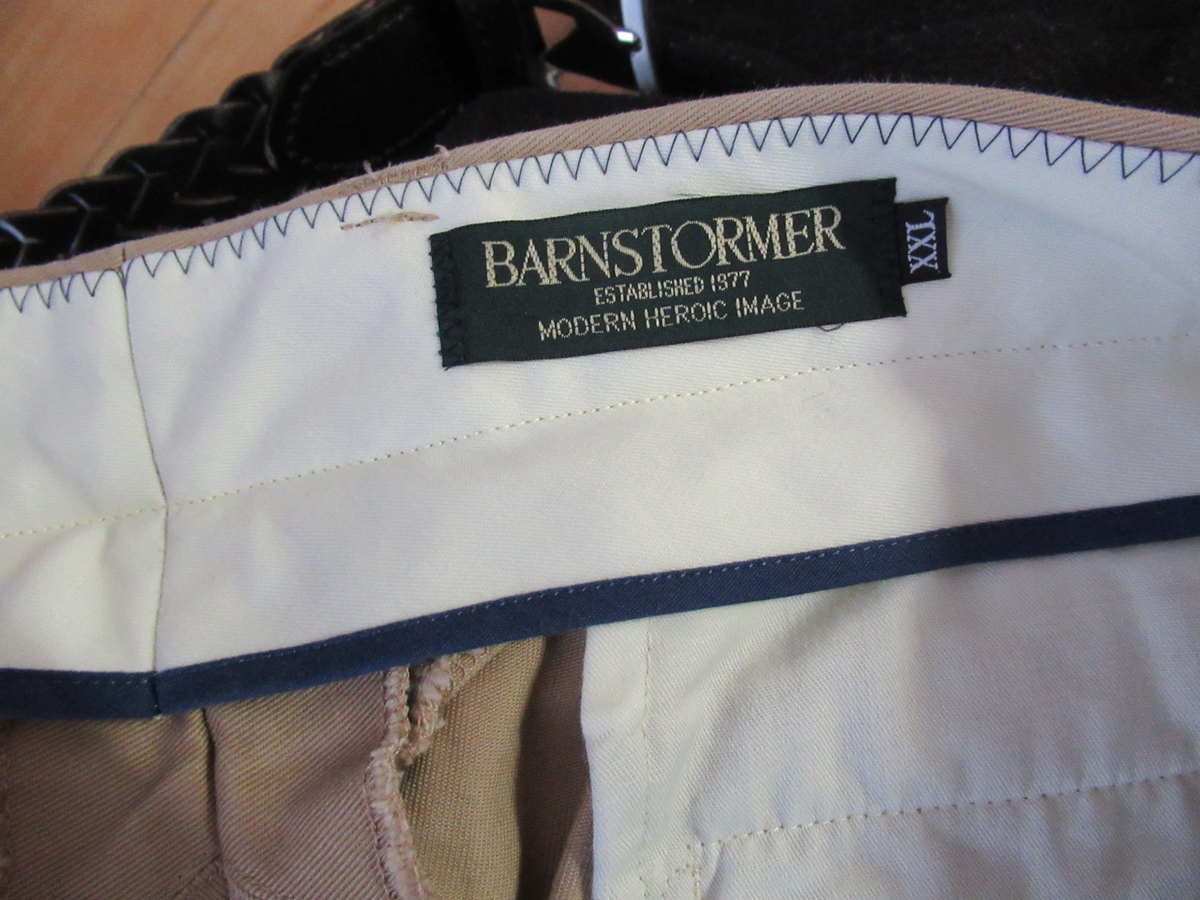 BARNSTORMER
ESTABLISHED 1977
MODERN HEROIC IMAGE
XXL